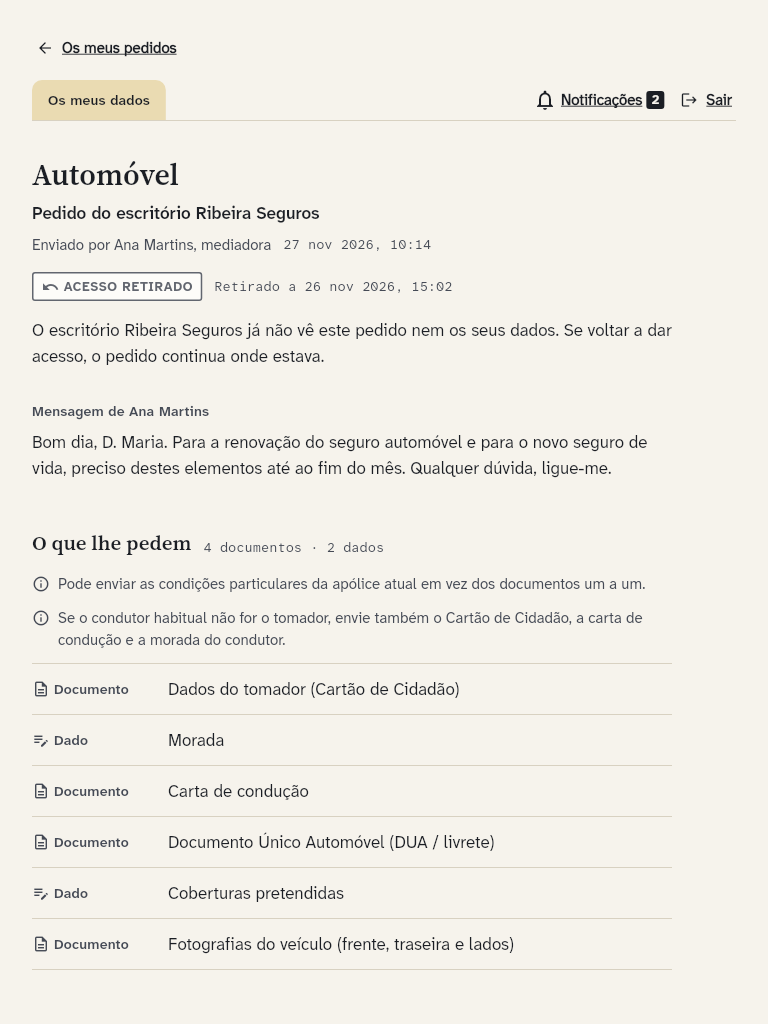 Os meus pedidos
Os meus dados
Notificações 2
Sair
Automóvel
Pedido do escritório Ribeira Seguros
Enviado por Ana Martins, mediadora 27 nov 2026, 10:14
ACESSO RETIRADO Retirado a 26 nov 2026, 15:02
O escritório Ribeira Seguros já não vê este pedido nem os seus dados. Se voltar a dar
acesso, o pedido continua onde estava.
Mensagem de Ana Martins
Bom dia, D. Maria. Para a renovação do seguro automóvel e para o novo seguro de
vida, preciso destes elementos até ao fim do mês. Qualquer dúvida, ligue-me.
O que lhe pedem 4 documentos · 2 dados
Pode enviar as condições particulares da apólice atual em vez dos documentos um a um.
Se o condutor habitual não for o tomador, envie também o Cartão de Cidadão, a carta de
condução e a morada do condutor.
Documento Dados do tomador (Cartão de Cidadão)
Dado Morada
Documento Carta de condução
Documento Documento Único Automóvel (DUA / livrete)
Dado Coberturas pretendidas
Documento Fotografias do veículo (frente, traseira e lados)